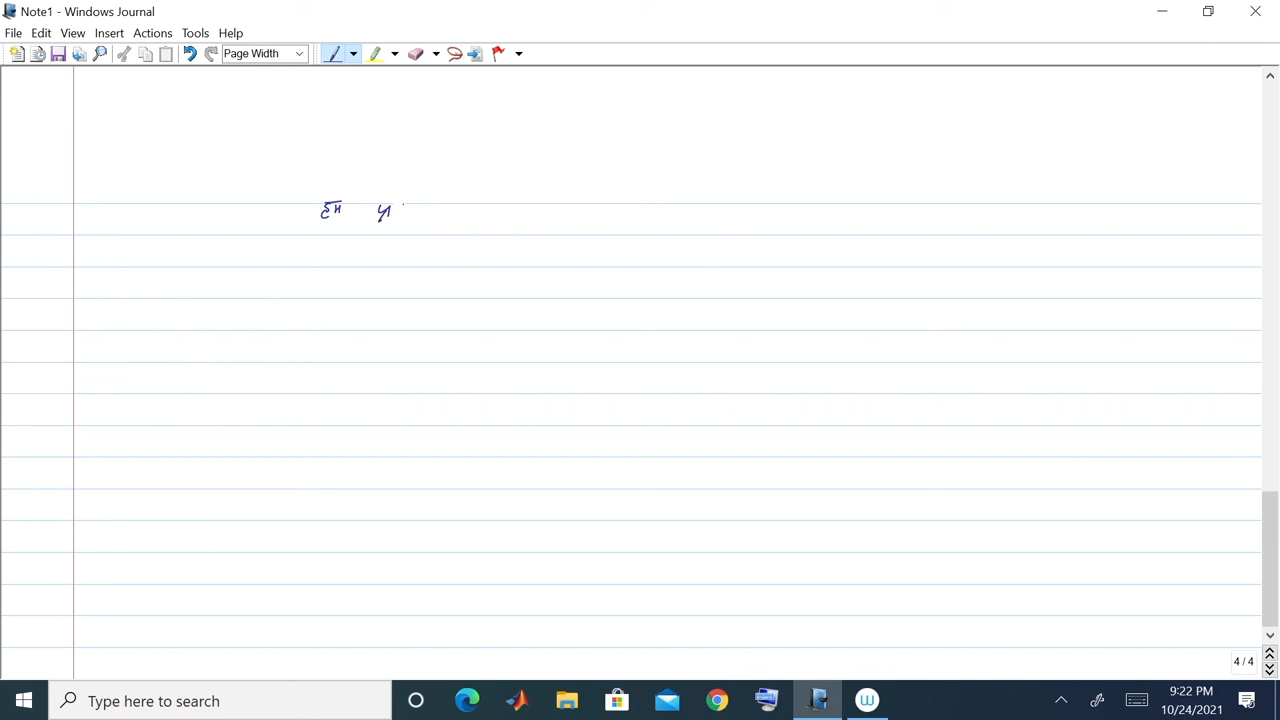 Note1 - Windows Journal
File Edit View Insert Actions Tools Help
Page Width
हम
4 / 4
Type here to search
9:22 PM
10/24/2021